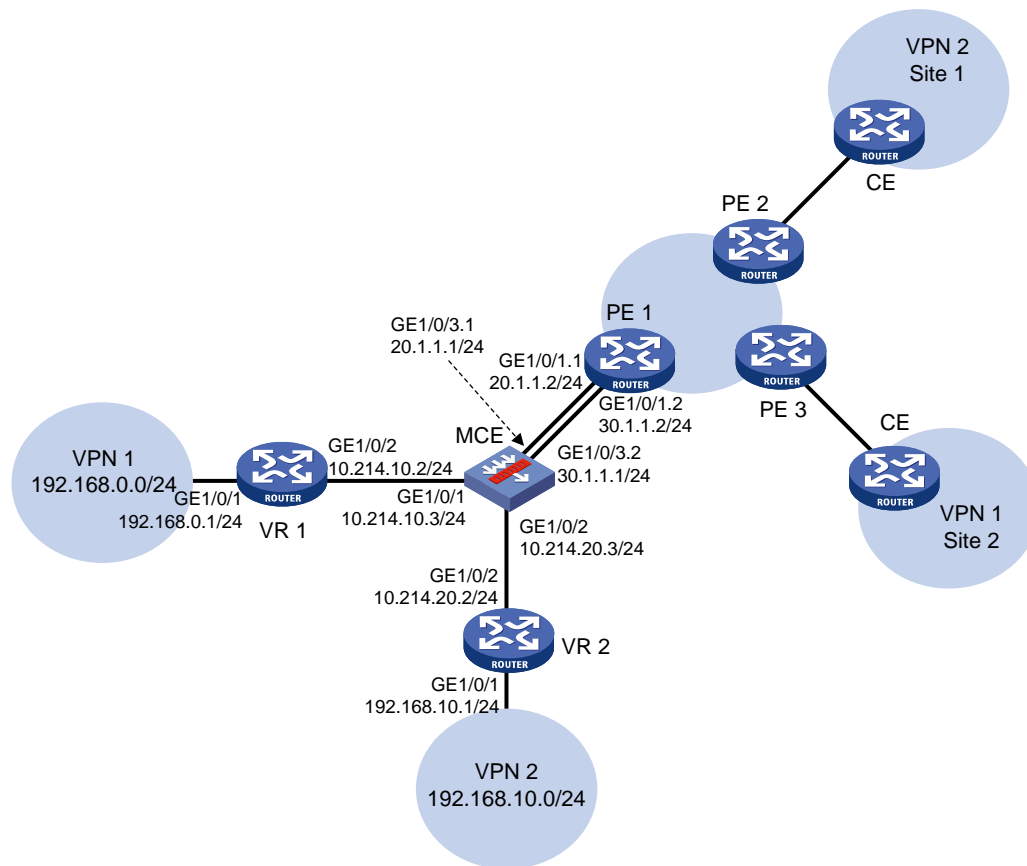 VPN 2
Site 1
ROUTER
CE
PE 2
ROUTER
PE 1
GE1/0/3.1
20.1.1.1/24
GE1/0/1.1
20.1.1.2/24
ROUTER
ROUTER
PE 3
GE1/0/1.2
30.1.1.2/24
MCE
GE1/0/3.2
30.1.1.1/24
CE
ROUTER
VPN 1
Site 2
VPN 1
192.168.0.0/24
GE1/0/1
192.168.0.1/24
ROUTER
VR 1
GE1/0/2
10.214.10.2/24
GE1/0/1
10.214.10.3/24
GE1/0/2
10.214.20.3/24
GE1/0/2
10.214.20.2/24
ROUTER
VR 2
GE1/0/1
192.168.10.1/24
VPN 2
192.168.10.0/24